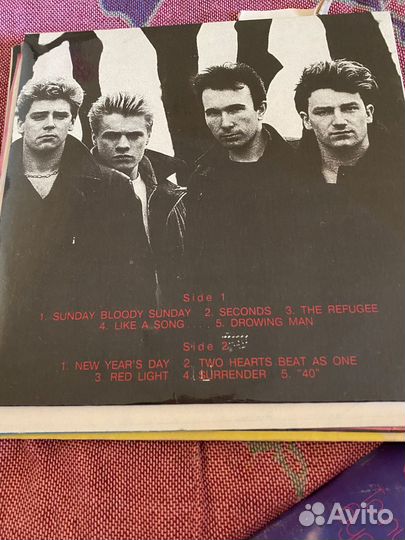 Side 1
1. SUNDAY BLOODY SUNDAY 2. SECONDS 3. THE REFUGEE
4. LIKE A SONG . . . 5. DROWING MAN
Side 2
1. NEW YEAR'S DAY 2. TWO HEARTS BEAT AS ONE
3 RED LIGHT 4. SURRENDER 5. "40"
Avito